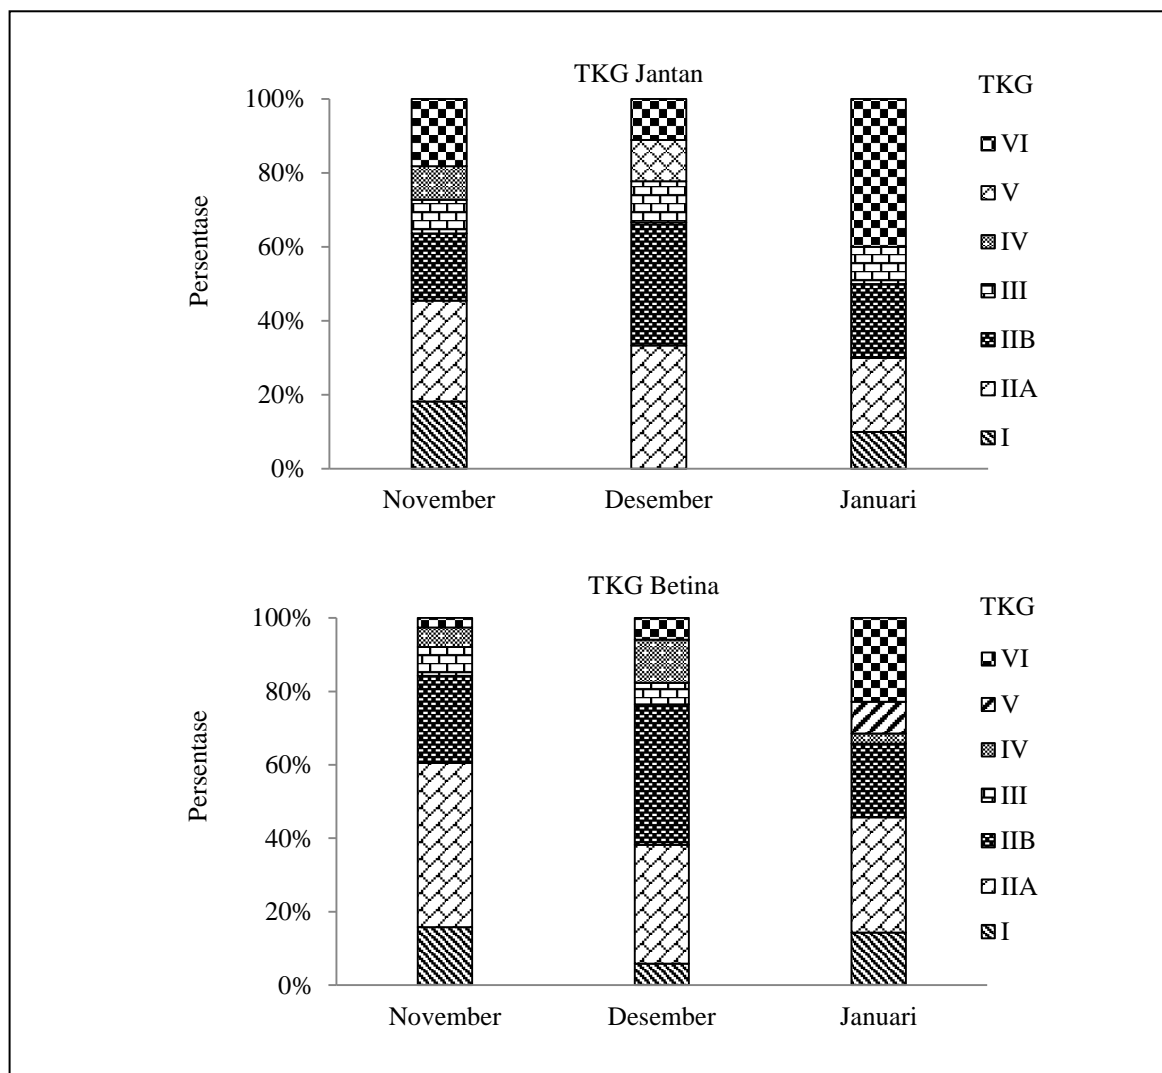 TKG Jantan
TKG
100%
80%
60%
40%
20%
0%
Persentase
VI
V
IV
III
IIB
IIA
I
November Desember Januari
TKG Betina
TKG
100%
80%
60%
40%
20%
0%
Persentase
VI
V
IV
III
IIB
IIA
I
November Desember Januari